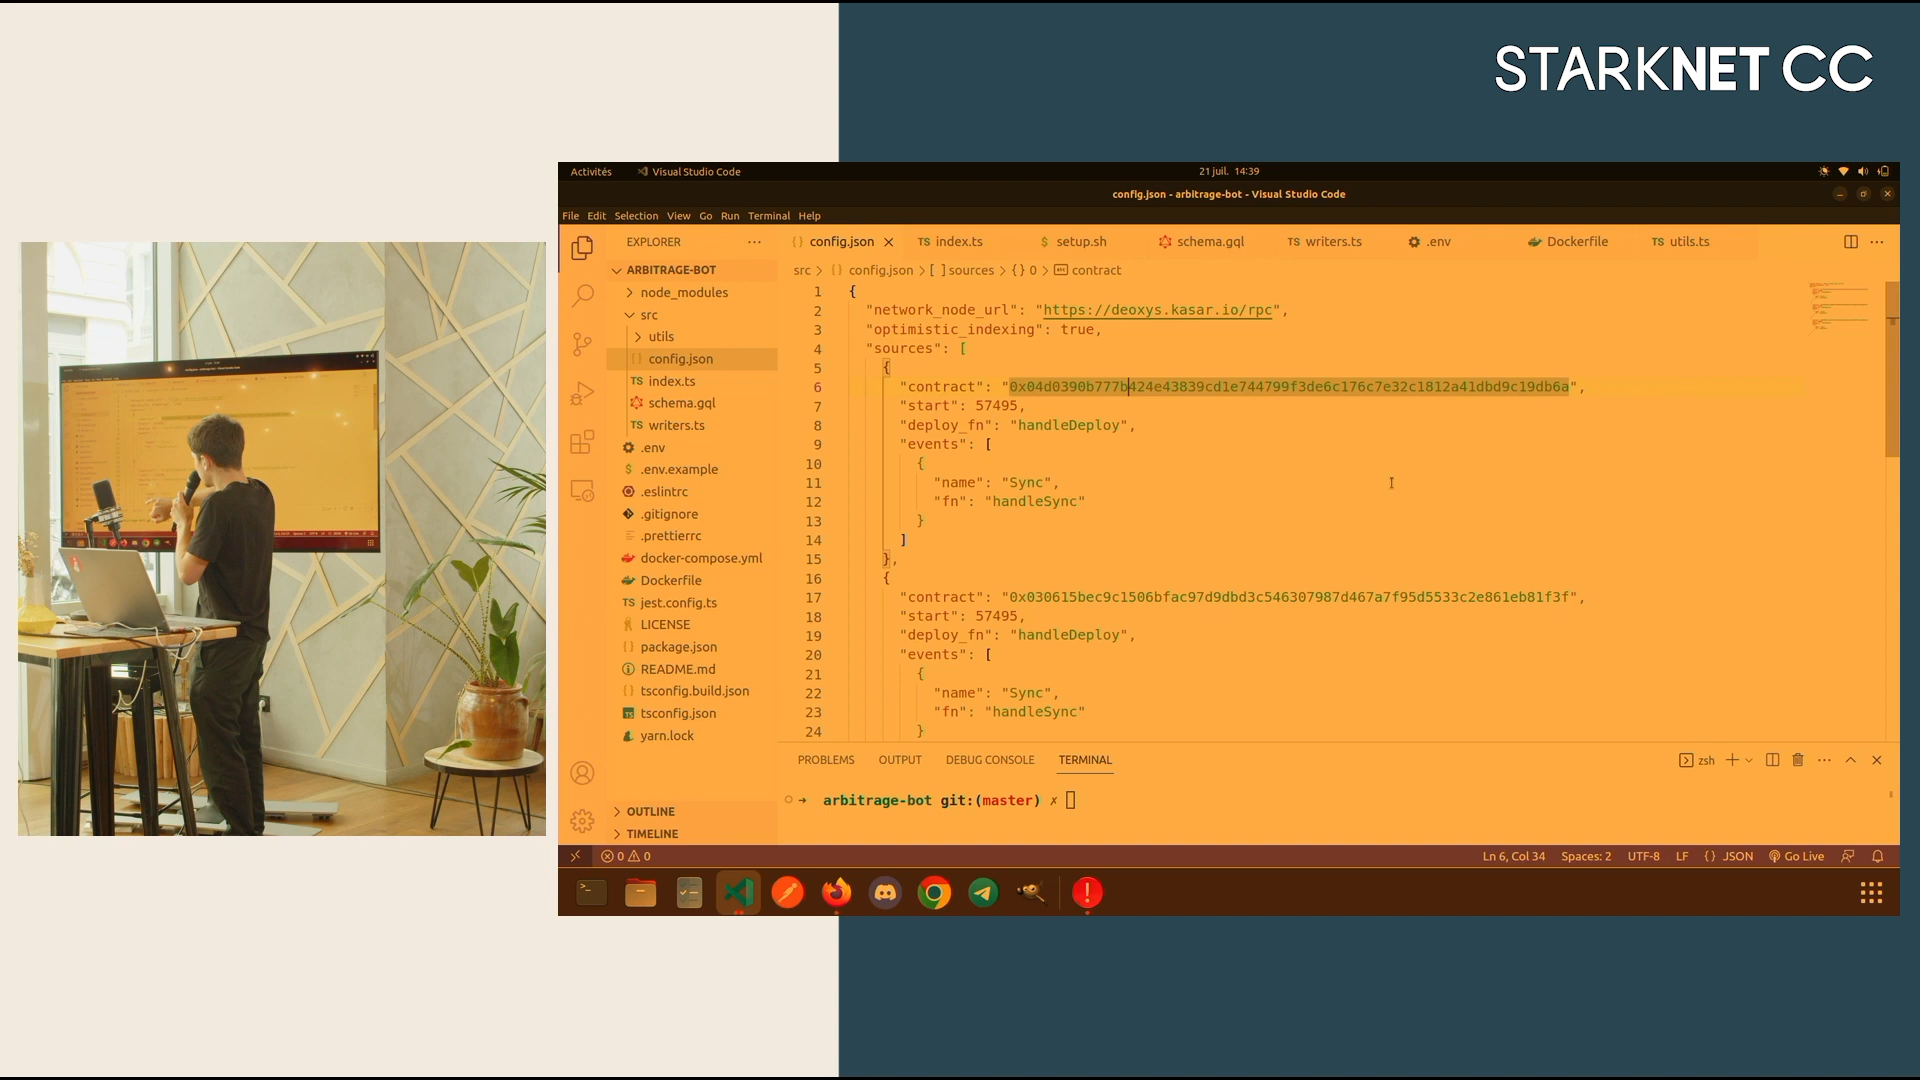 STARKNET CC
Activités
Visual Studio Code
21 juil. 14:39
config.json - arbitrage-bot - Visual Studio Code
File Edit Selection View Go Run Terminal Help
EXPLORER
config.json
TS index.ts
$ setup.sh
schema.gql
TS writers.ts
.env
Dockerfile
TS utils.ts
ARBITRAGE-BOT
node_modules
src
utils
config.json
TS index.ts
schema.gql
TS writers.ts
.env
$ .env.example
.eslintrc
.gitignore
.prettierrc
docker-compose.yml
Dockerfile
TS jest.config.ts
LICENSE
package.json
README.md
tsconfig.build.json
tsconfig.json
yarn.lock
OUTLINE
TIMELINE
src > {} config.json > [ ] sources > {} 0 > contract
1 {
2 "network_node_url": "https://deoxys.kasar.io/rpc",
3 "optimistic_indexing": true,
4 "sources": [
5 {
6 "contract": "0x04d0390b777b424e43839cd1e744799f3de6c176c7e32c1812a41dbd9c19db6a",
7 "start": 57495,
8 "deploy_fn": "handleDeploy",
9 "events": [
10 {
11 "name": "Sync",
12 "fn": "handleSync"
13 }
14 ]
15 },
16 {
17 "contract": "0x030615bec9c1506bfac97d9dbd3c546307987d467a7f95d5533c2e861eb81f3f",
18 "start": 57495,
19 "deploy_fn": "handleDeploy",
20 "events": [
21 {
22 "name": "Sync",
23 "fn": "handleSync"
24 }
PROBLEMS OUTPUT DEBUG CONSOLE TERMINAL
zsh
arbitrage-bot git:(master) ✗
0 0
Ln 6, Col 34 Spaces: 2 UTF-8 LF {} JSON Go Live